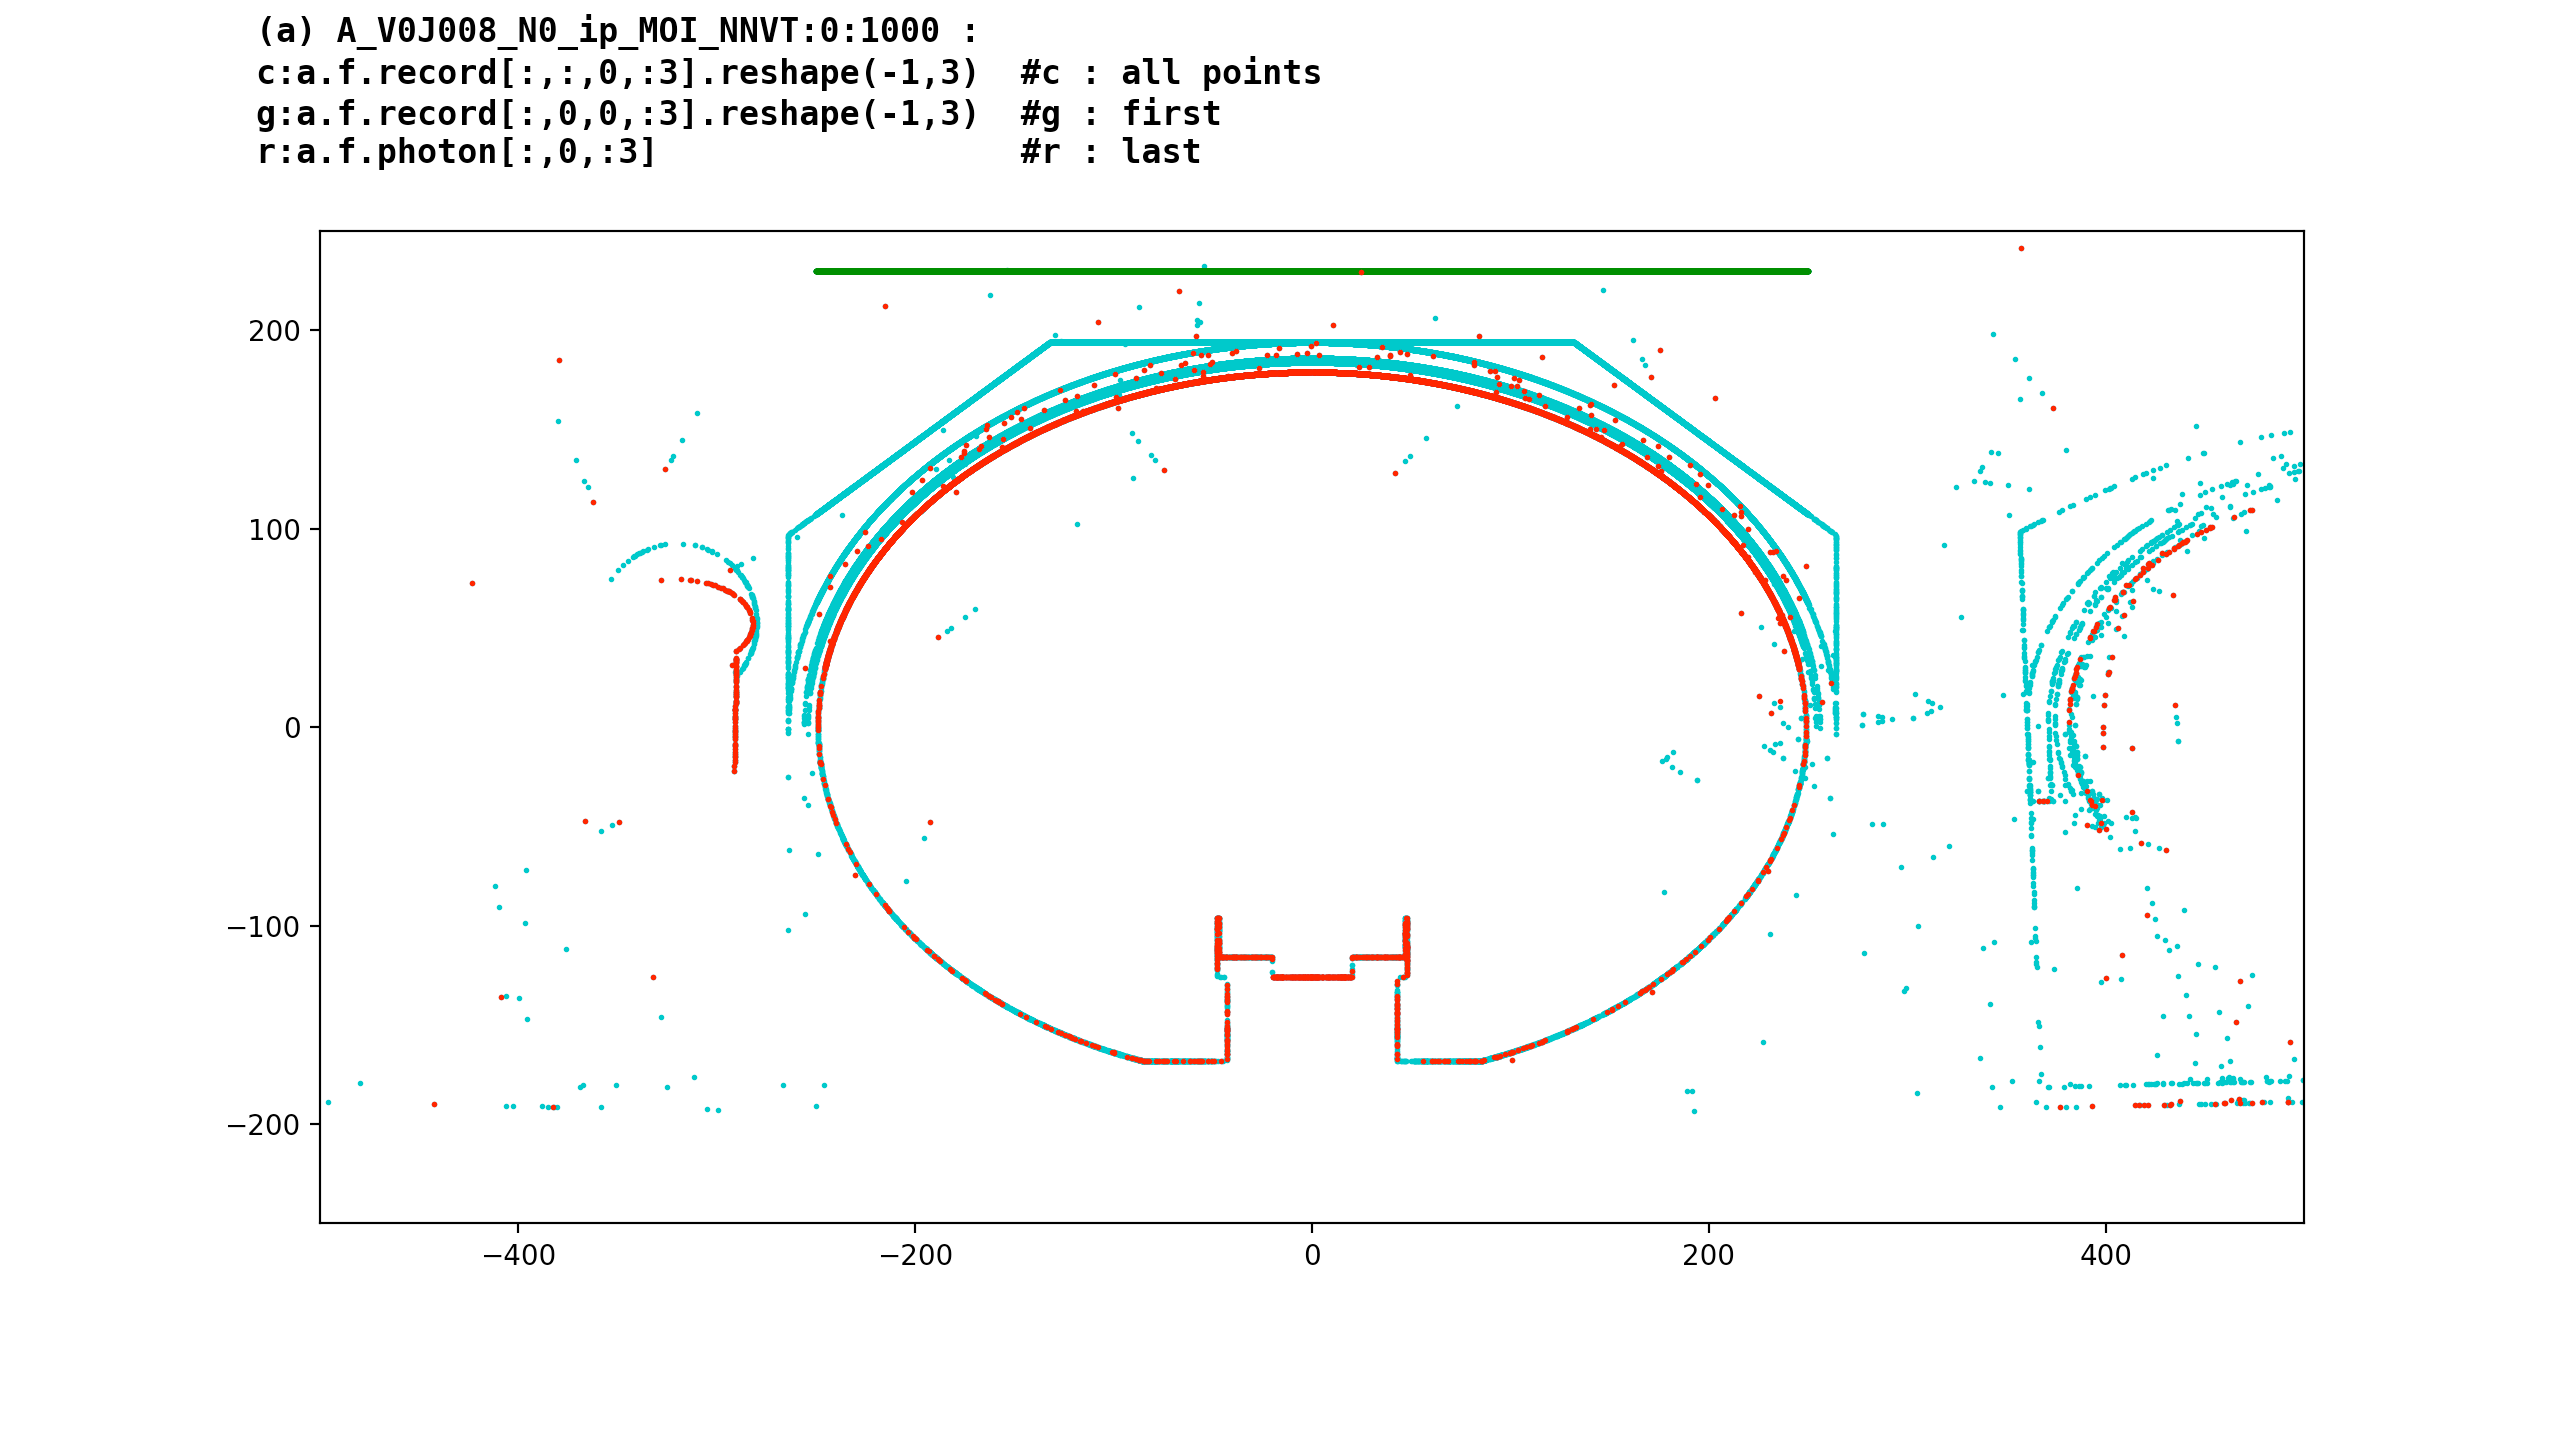 (a) A_V0J008_N0_ip_MOI_NNVT:0:1000 :
c:a.f.record[:,:,0,:3].reshape(-1,3)  #c : all points
g:a.f.record[:,0,0,:3].reshape(-1,3)  #g : first
r:a.f.photon[:,0,:3]                  #r : last
200
100
0
−100
−200
−400 −200 0 200 400